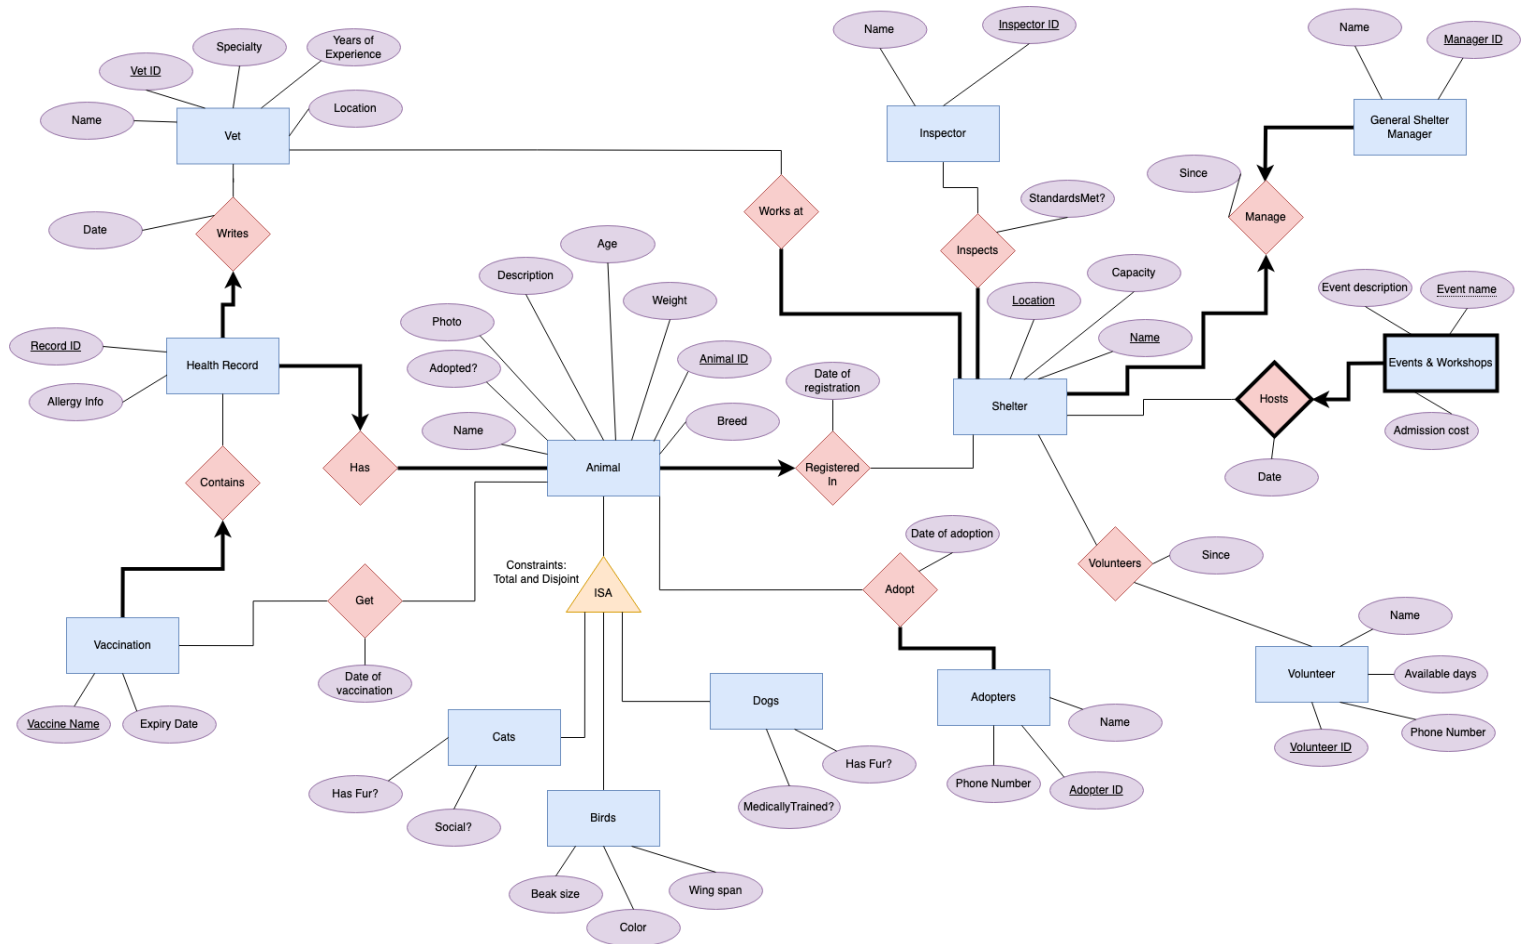 Name
Inspector ID
Name
Manager ID
Specialty
Years of
Experience
Vet ID
Location
Name
Vet
Inspector
General Shelter
Manager
Since
StandardsMet?
Works at
Manage
Date
Writes
Inspects
Age
Description
Capacity
Event description
Event name
Weight
Location
Photo
Name
Record ID
Animal ID
Health Record
Adopted?
Date of
registration
Events & Workshops
Allergy Info
Shelter
Hosts
Name
Breed
Admission cost
Has
Animal
Registered
In
Date
Contains
Date of adoption
Since
Constraints:
Total and Disjoint
Volunteers
ISA
Get
Adopt
Name
Vaccination
Volunteer
Available days
Date of
vaccination
Dogs
Adopters
Vaccine Name
Expiry Date
Name
Phone Number
Cats
Volunteer ID
Has Fur?
Has Fur?
Phone Number
Adopter ID
MedicallyTrained?
Social?
Birds
Beak size
Wing span
Color